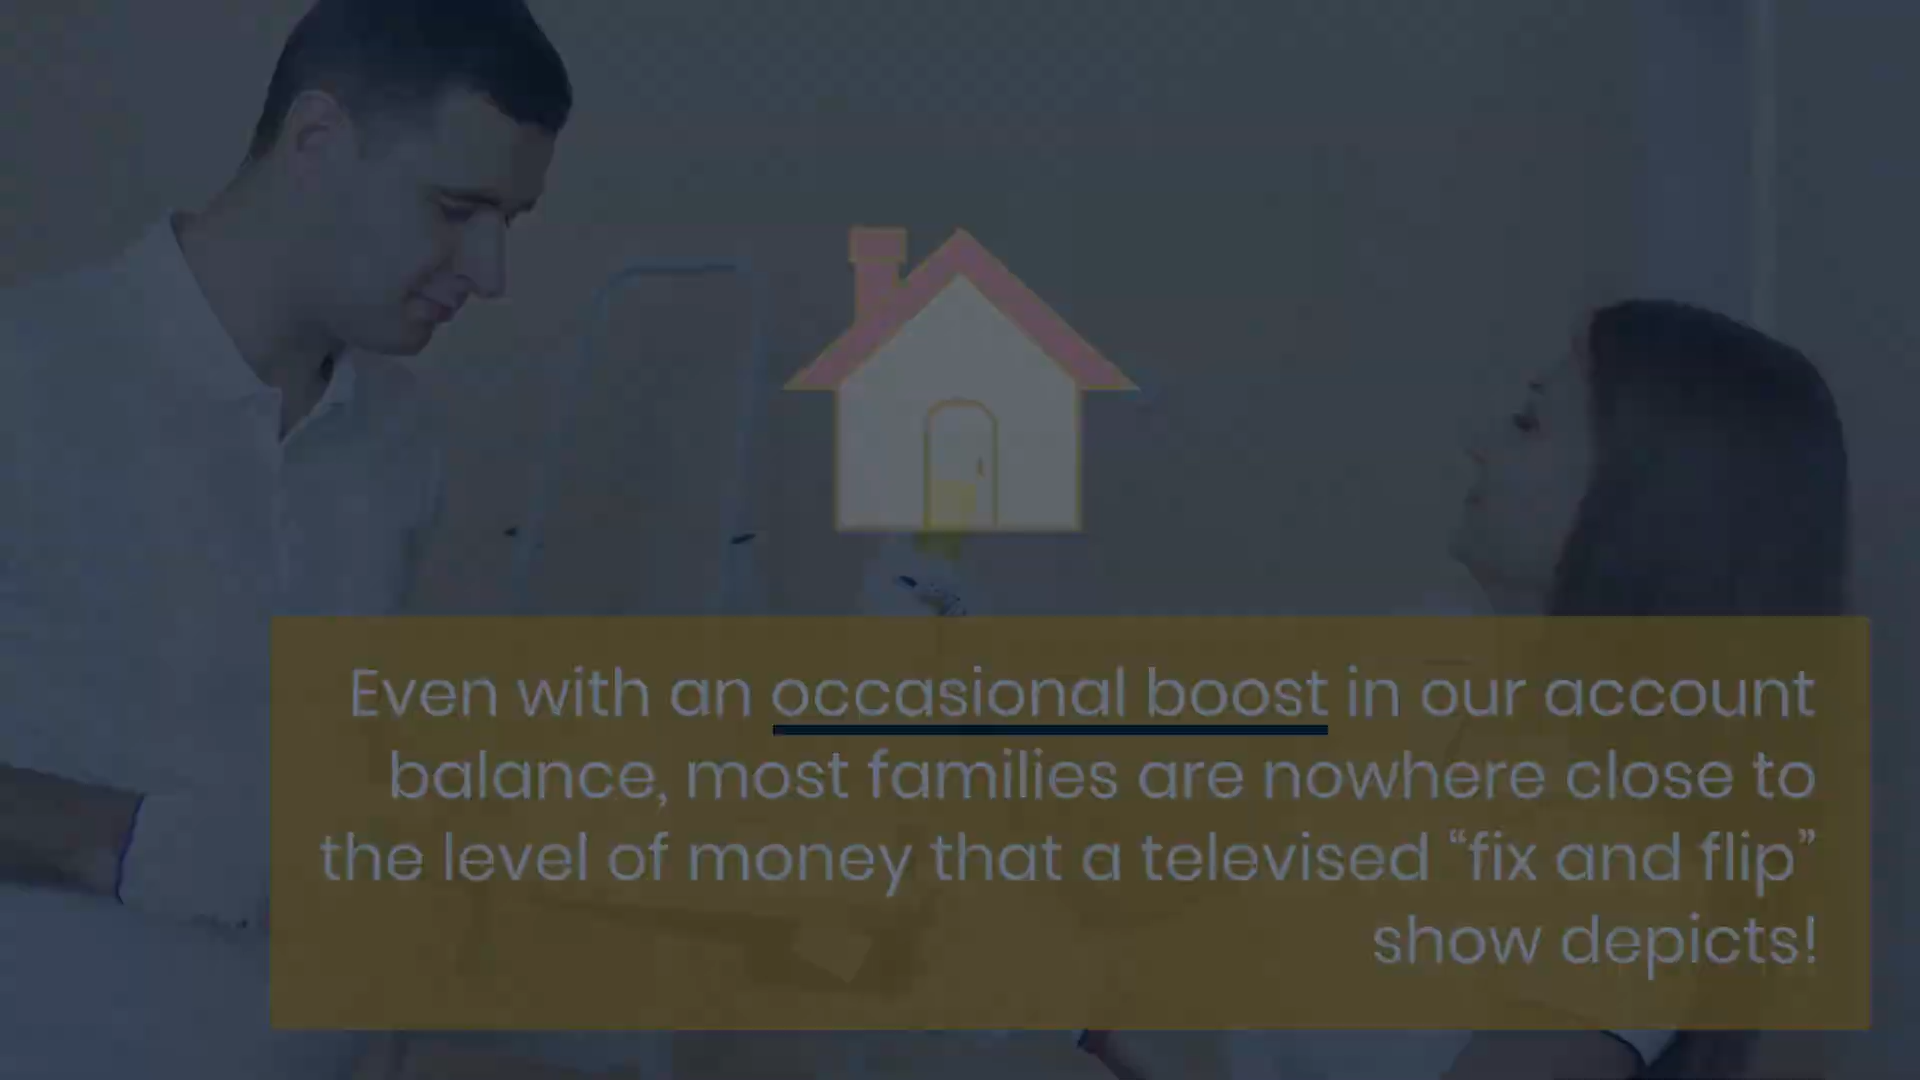 Even with an occasional boost in our account
balance, most families are nowhere close to
the level of money that a televised “fix and flip”
show depicts!